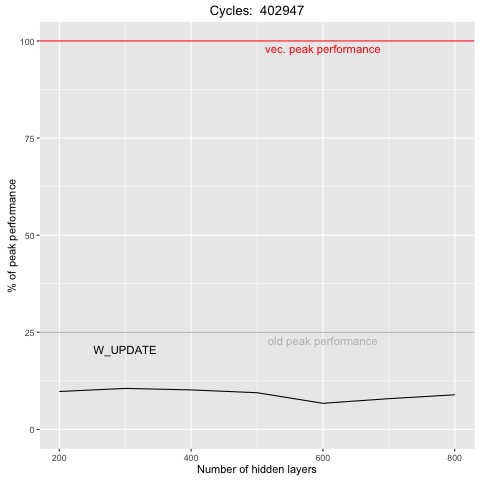 Cycles:  402947
100
vec. peak performance
75
% of peak performance
50
25
old peak performance
W_UPDATE
0
200
400
600
800
Number of hidden layers